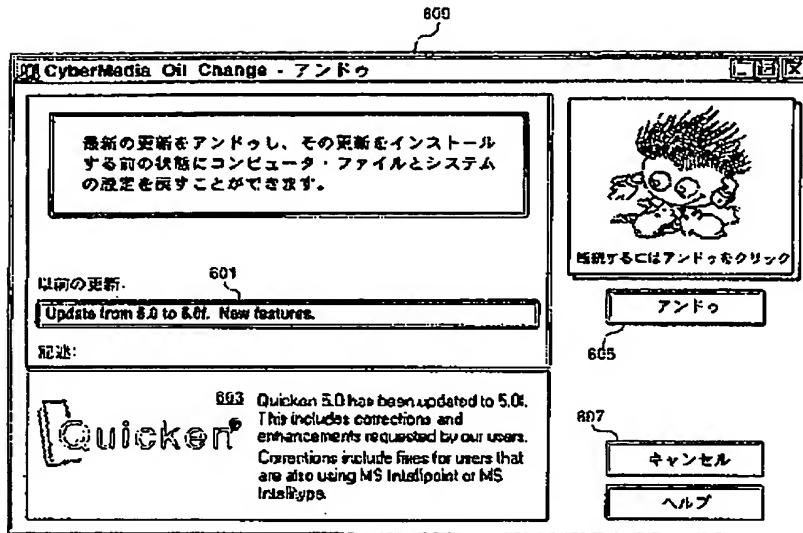 600
CyberMedia Oil Change - アンドゥ
最新の更新をアンドゥし、その更新をインストール
する前の状態にコンピュータ・ファイルとシステム
の設定を戻すことができます。
継続するにはアンドゥをクリック
以前の更新:
601
Update from 5.0 to 5.0f. New features.
アンドゥ
605
記述:
Quicken®
603
Quicken 5.0 has been updated to 5.0f.
This includes corrections and
enhancements requested by our users.
Corrections include fixes for users that
are also using MS Intellipoint or MS
Intellitype.
607
キャンセル
ヘルプ